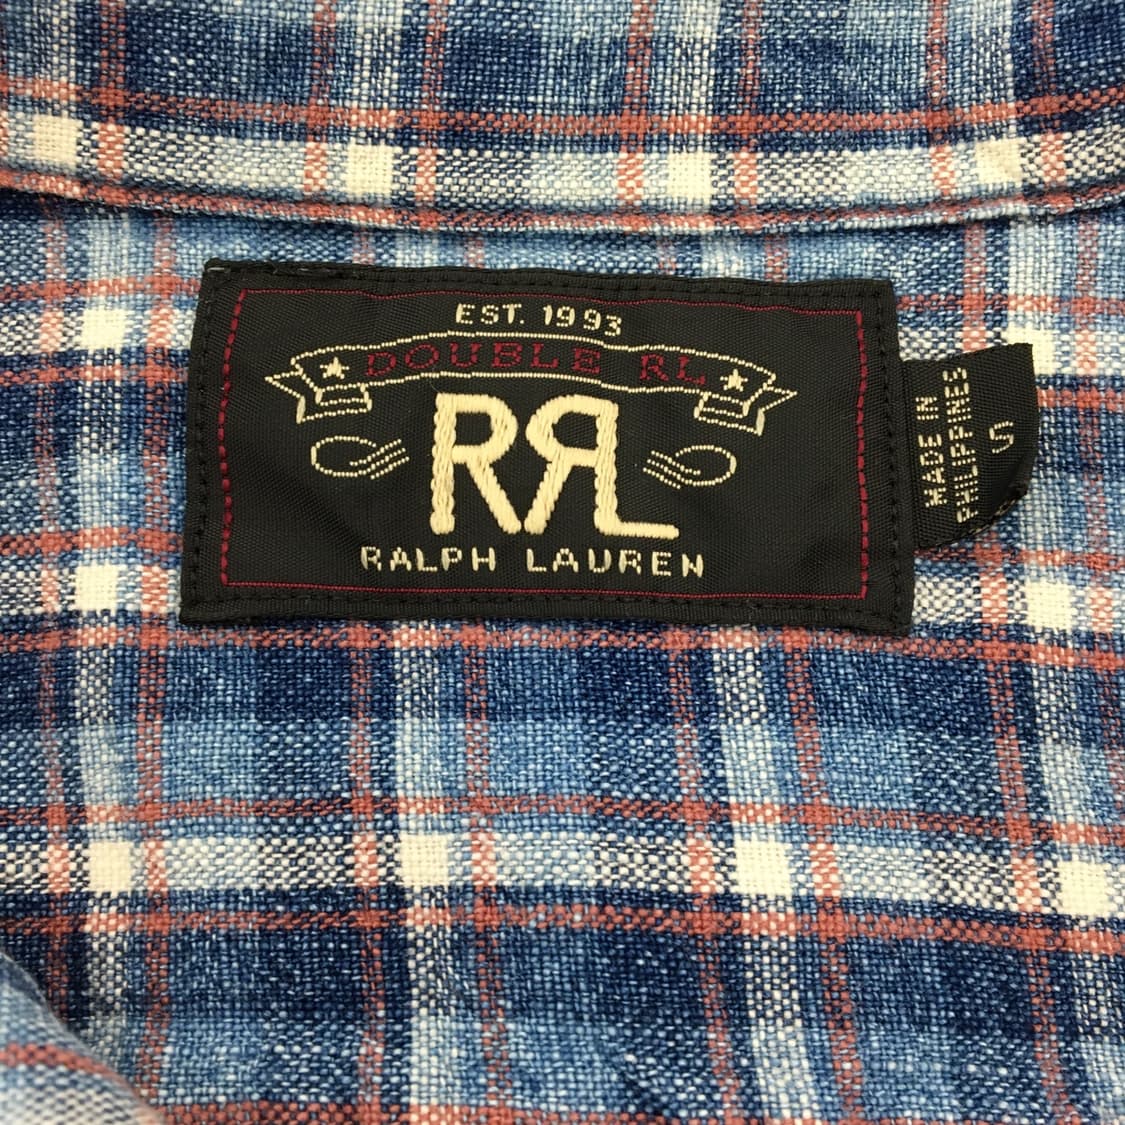 EST. 1993
DOUBLE RL
RRL
RALPH LAUREN
MADE IN
PHILIPPINES
S